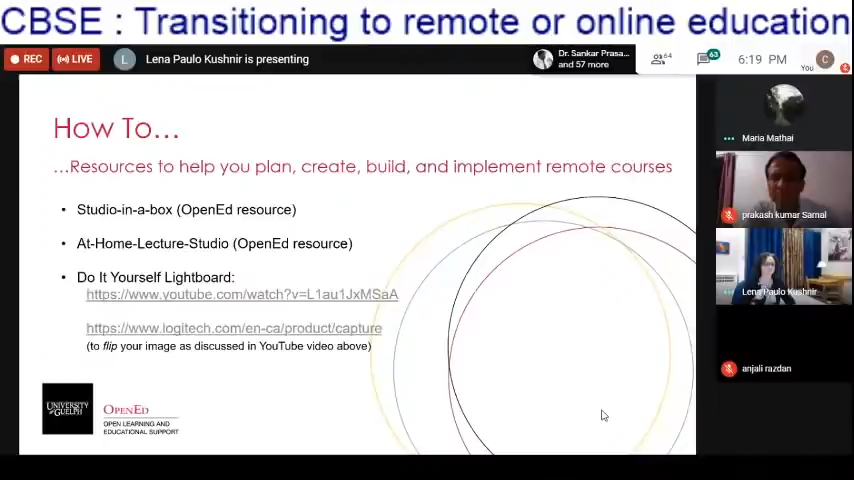 CBSE : Transitioning to remote or online education
REC
LIVE
L
Lena Paulo Kushnir is presenting
Dr. Sankar Prasa...
and 57 more
64
63
6:19 PM
You
C
How To...
...Resources to help you plan, create, build, and implement remote courses
• Studio-in-a-box (OpenEd resource)
• At-Home-Lecture-Studio (OpenEd resource)
• Do It Yourself Lightboard:
https://www.youtube.com/watch?v=L1au1JxMSaA
https://www.logitech.com/en-ca/product/capture
(to flip your image as discussed in YouTube video above)
UNIVERSITY
of GUELPH
OPENED
OPEN LEARNING AND
EDUCATIONAL SUPPORT
Maria Mathai
prakash kumar Samal
Lena Paulo Kushnir
anjali razdan